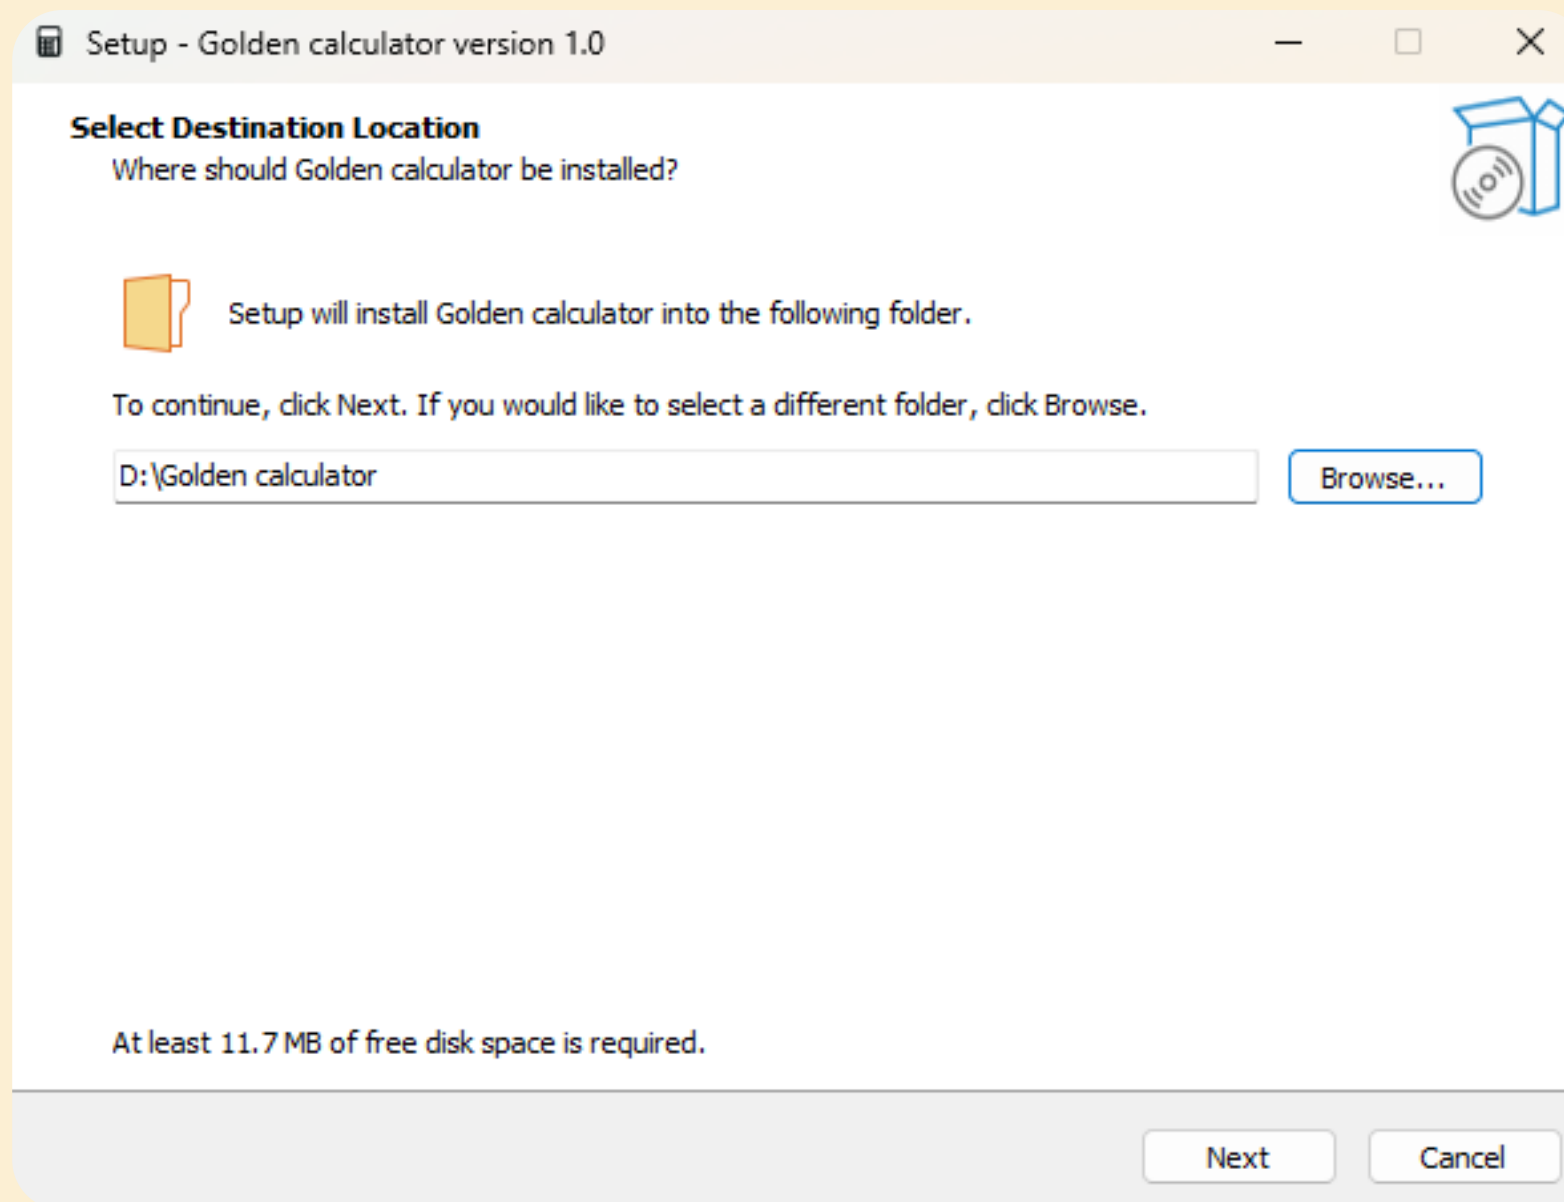 Setup - Golden calculator version 1.0
Select Destination Location
Where should Golden calculator be installed?
Setup will install Golden calculator into the following folder.
To continue, click Next. If you would like to select a different folder, click Browse.
D:\Golden calculator
Browse...
At least 11.7 MB of free disk space is required.
Next
Cancel